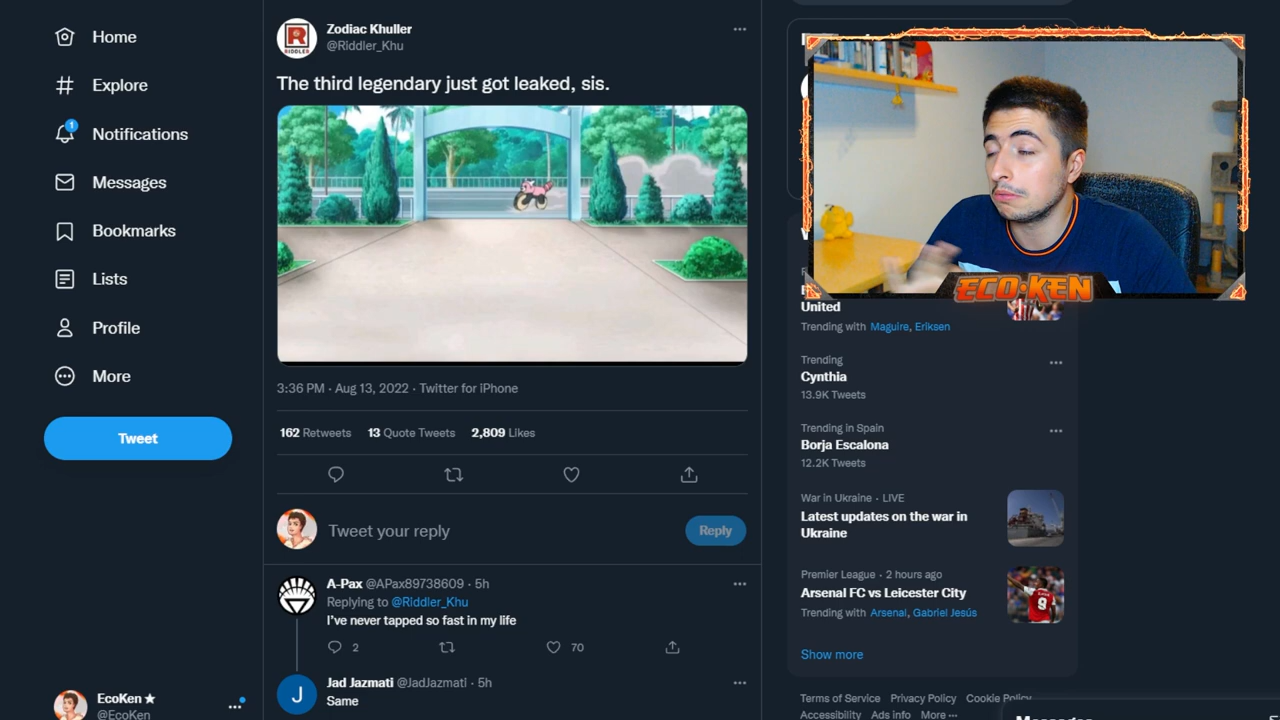 Home
Explore
1
Notifications
Messages
Bookmarks
Lists
Profile
More
Tweet
EcoKen ★
@EcoKen
RIDDLER
Zodiac Khuller
@Riddler_Khu
The third legendary just got leaked, sis.
3:36 PM · Aug 13, 2022 · Twitter for iPhone
162 Retweets 13 Quote Tweets 2,809 Likes
Tweet your reply
Reply
A-Pax @APax89738609 · 5h
Replying to @Riddler_Khu
I've never tapped so fast in my life
2
70
J
Jad Jazmati @JadJazmati · 5h
Same
ECO·KEN
United
Trending with Maguire, Eriksen
Trending
Cynthia
13.9K Tweets
Trending in Spain
Borja Escalona
12.2K Tweets
War in Ukraine · LIVE
Latest updates on the war in
Ukraine
Premier League · 2 hours ago
Arsenal FC vs Leicester City
9
Trending with Arsenal, Gabriel Jesús
Show more
Terms of Service Privacy Policy Cookie Policy
Accessibility Ads info More ···
Messages